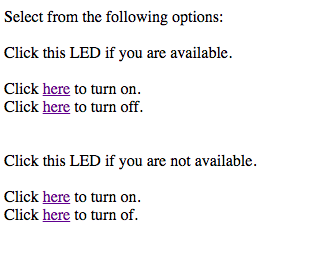 Select from the following options:
Click this LED if you are available.
Click here to turn on.
Click here to turn off.
Click this LED if you are not available.
Click here to turn on.
Click here to turn of.